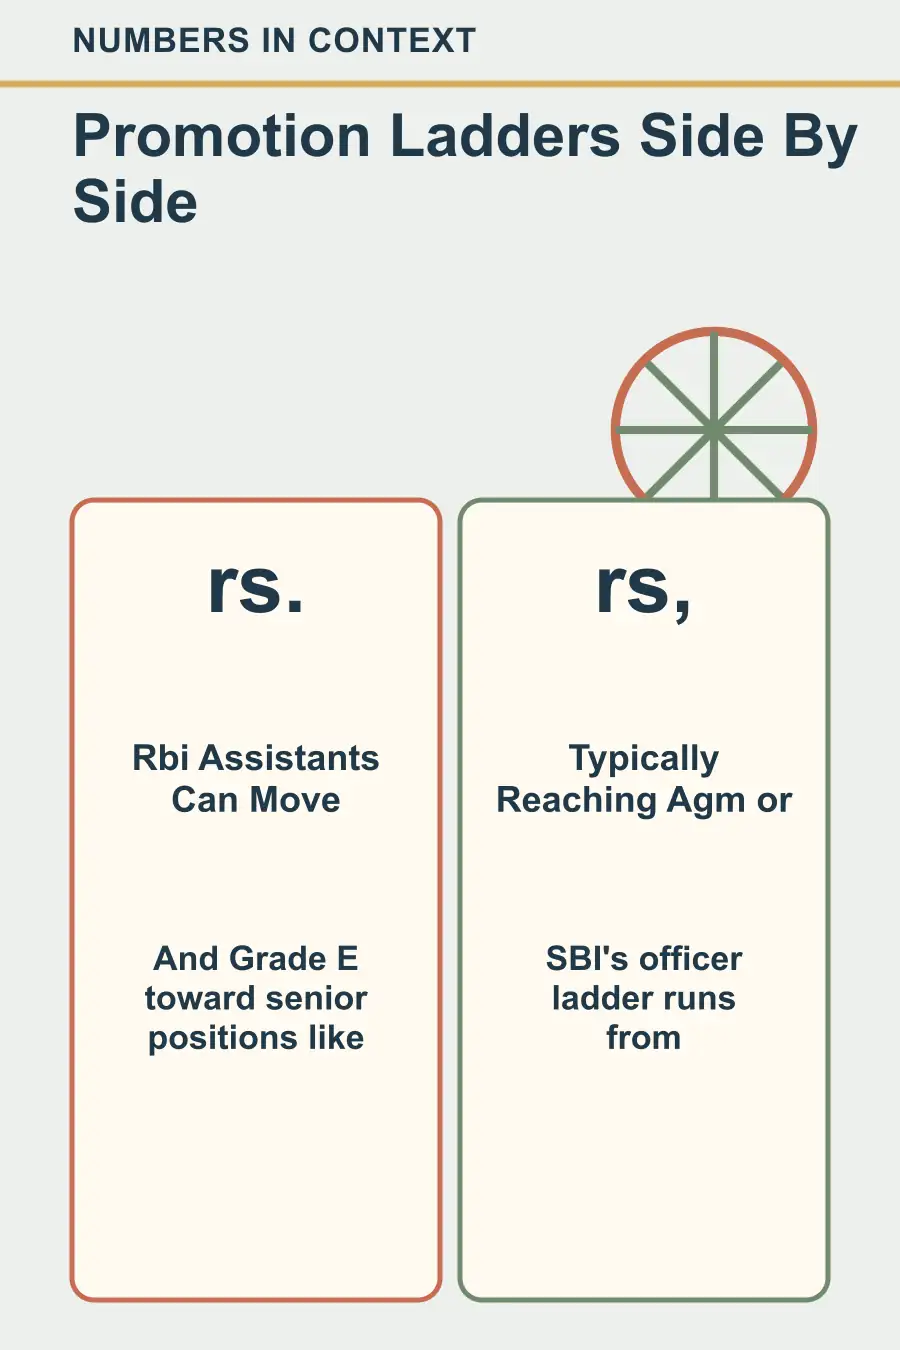 NUMBERS IN CONTEXT
Promotion Ladders Side By
Side
rs.
Rbi Assistants
Can Move
And Grade E
toward senior
positions like
rs,
Typically
Reaching Agm or
SBI's officer
ladder runs
from